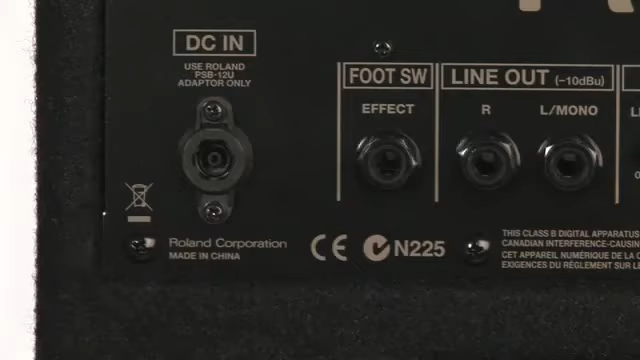 DC IN
USE ROLAND
PSB-12U
ADAPTOR ONLY
FOOT SW
EFFECT
LINE OUT (-10dBu)
R
L/MONO
Roland Corporation
MADE IN CHINA
CE
N225
THIS CLASS B DIGITAL APPARATUS
CANADIAN INTERFERENCE-CAUSIN
CET APPAREIL NUMÉRIQUE DE LA
EXIGENCES DU RÈGLEMENT SUR LE